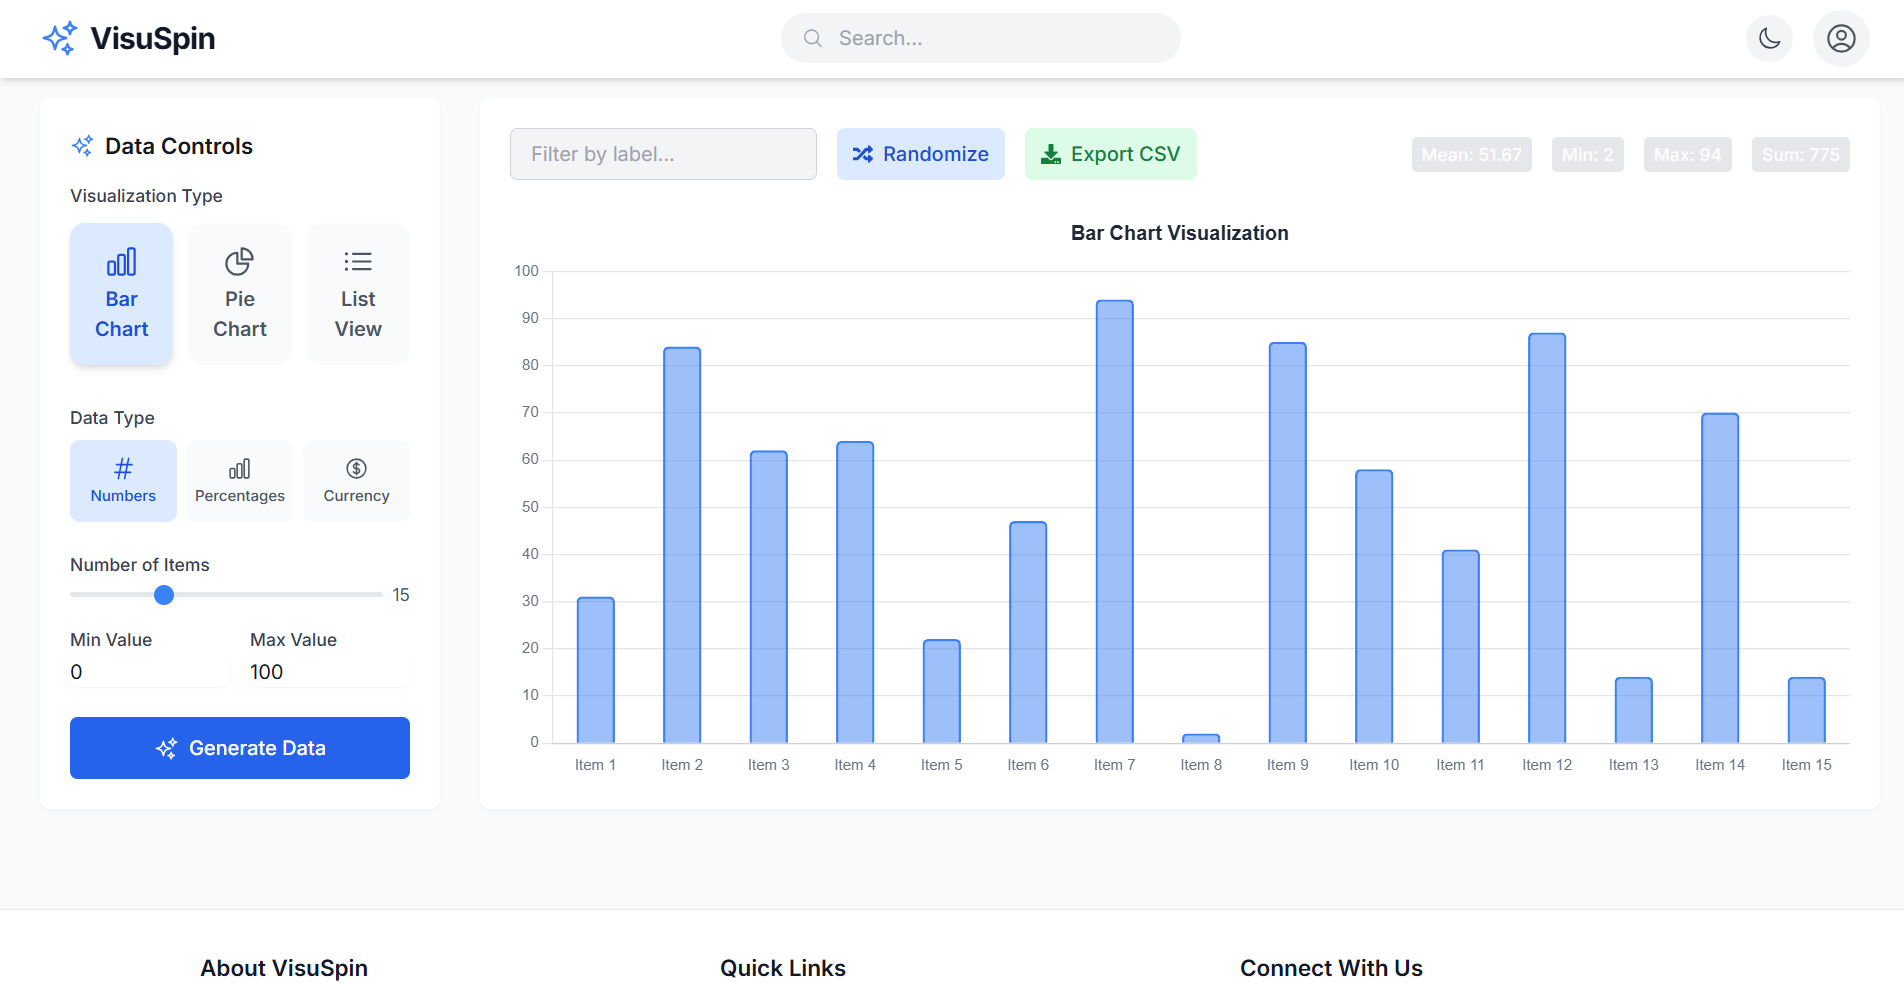 VisuSpin
Search...
Data Controls
Visualization Type
Bar
Chart
Pie
Chart
List
View
Data Type
Numbers
Percentages
Currency
Number of Items
15
Min Value
Max Value
0
100
Generate Data
Filter by label...
Randomize
Export CSV
Mean: 51.67
Min: 2
Max: 94
Sum: 775
Bar Chart Visualization
100
90
80
70
60
50
40
30
20
10
0
Item 1
Item 2
Item 3
Item 4
Item 5
Item 6
Item 7
Item 8
Item 9
Item 10
Item 11
Item 12
Item 13
Item 14
Item 15
About VisuSpin
Quick Links
Connect With Us